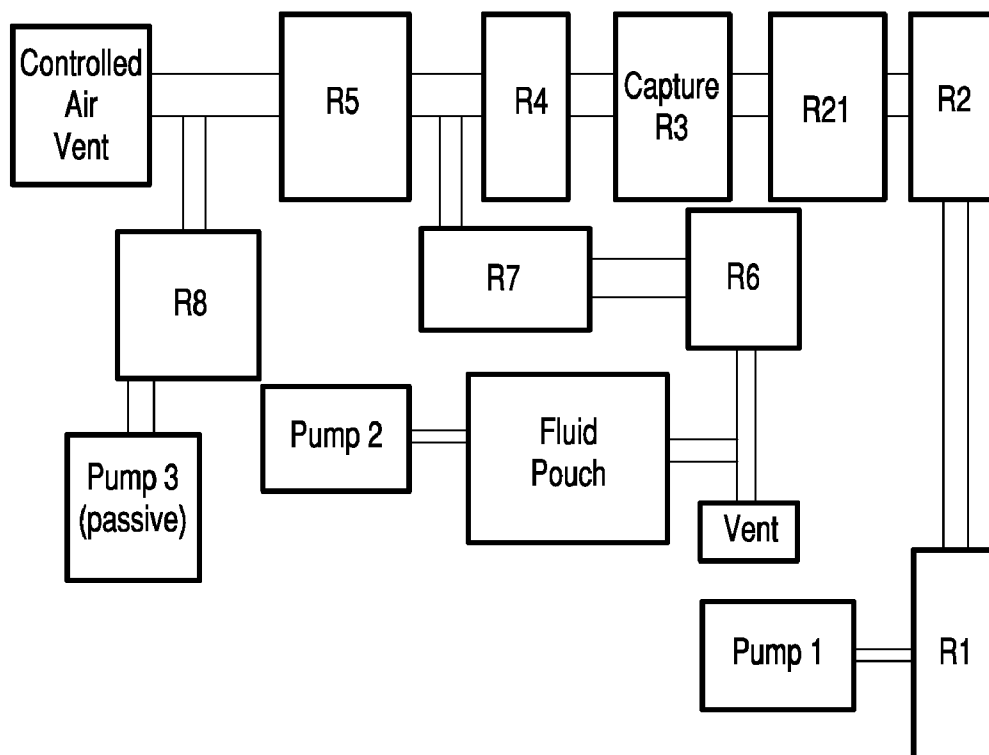 Controlled
Air
Vent
R5
R4
Capture
R3
R21
R2
R8
R7
R6
Pump 2
Fluid
Pouch
Pump 3
(passive)
Vent
Pump 1
R1